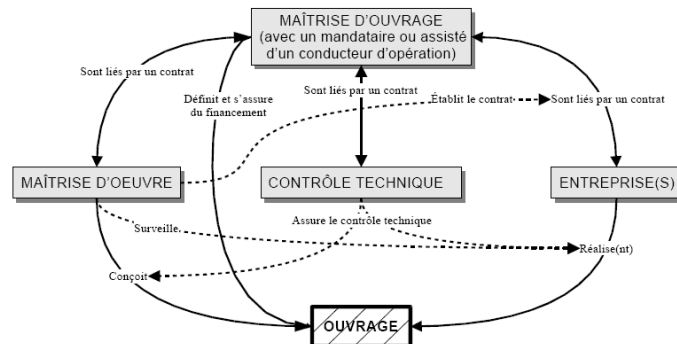 MAÎTRISE D'OUVRAGE
(avec un mandataire ou assisté
d'un conducteur d'opération)
Sont liés par un contrat
Définit et s'assure
du financement
Sont liés par un contrat
Établit le contrat
Sont liés par un contrat
MAÎTRISE D'OEUVRE
CONTRÔLE TECHNIQUE
ENTREPRISE(S)
Surveille
Assure le contrôle technique
Réalise(nt)
Conçoit
OUVRAGE